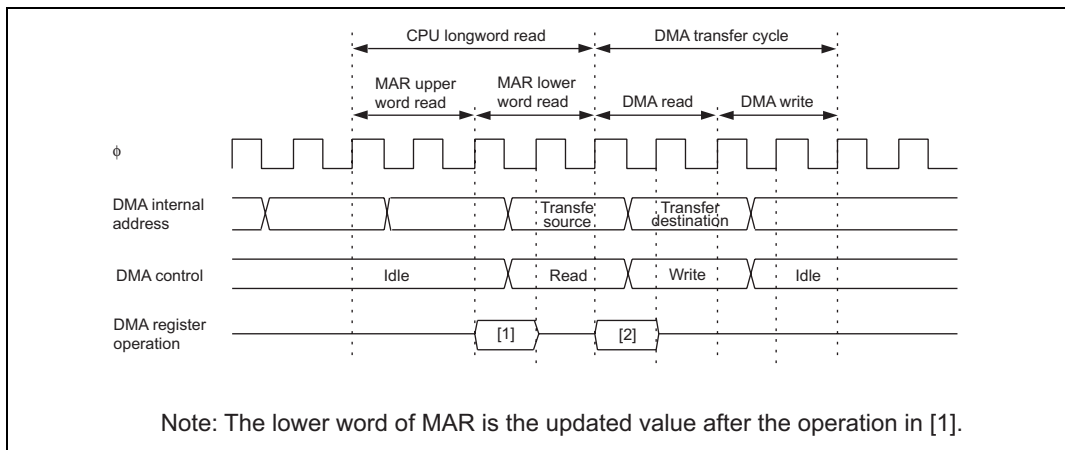 CPU longword read DMA transfer cycle
MAR upper MAR lower
word read word read DMA read DMA write
φ
DMA internal
address
Transfe Transfer
source destination
DMA control Idle Read Write Idle
DMA register
operation
[1] [2]
Note: The lower word of MAR is the updated value after the operation in [1].